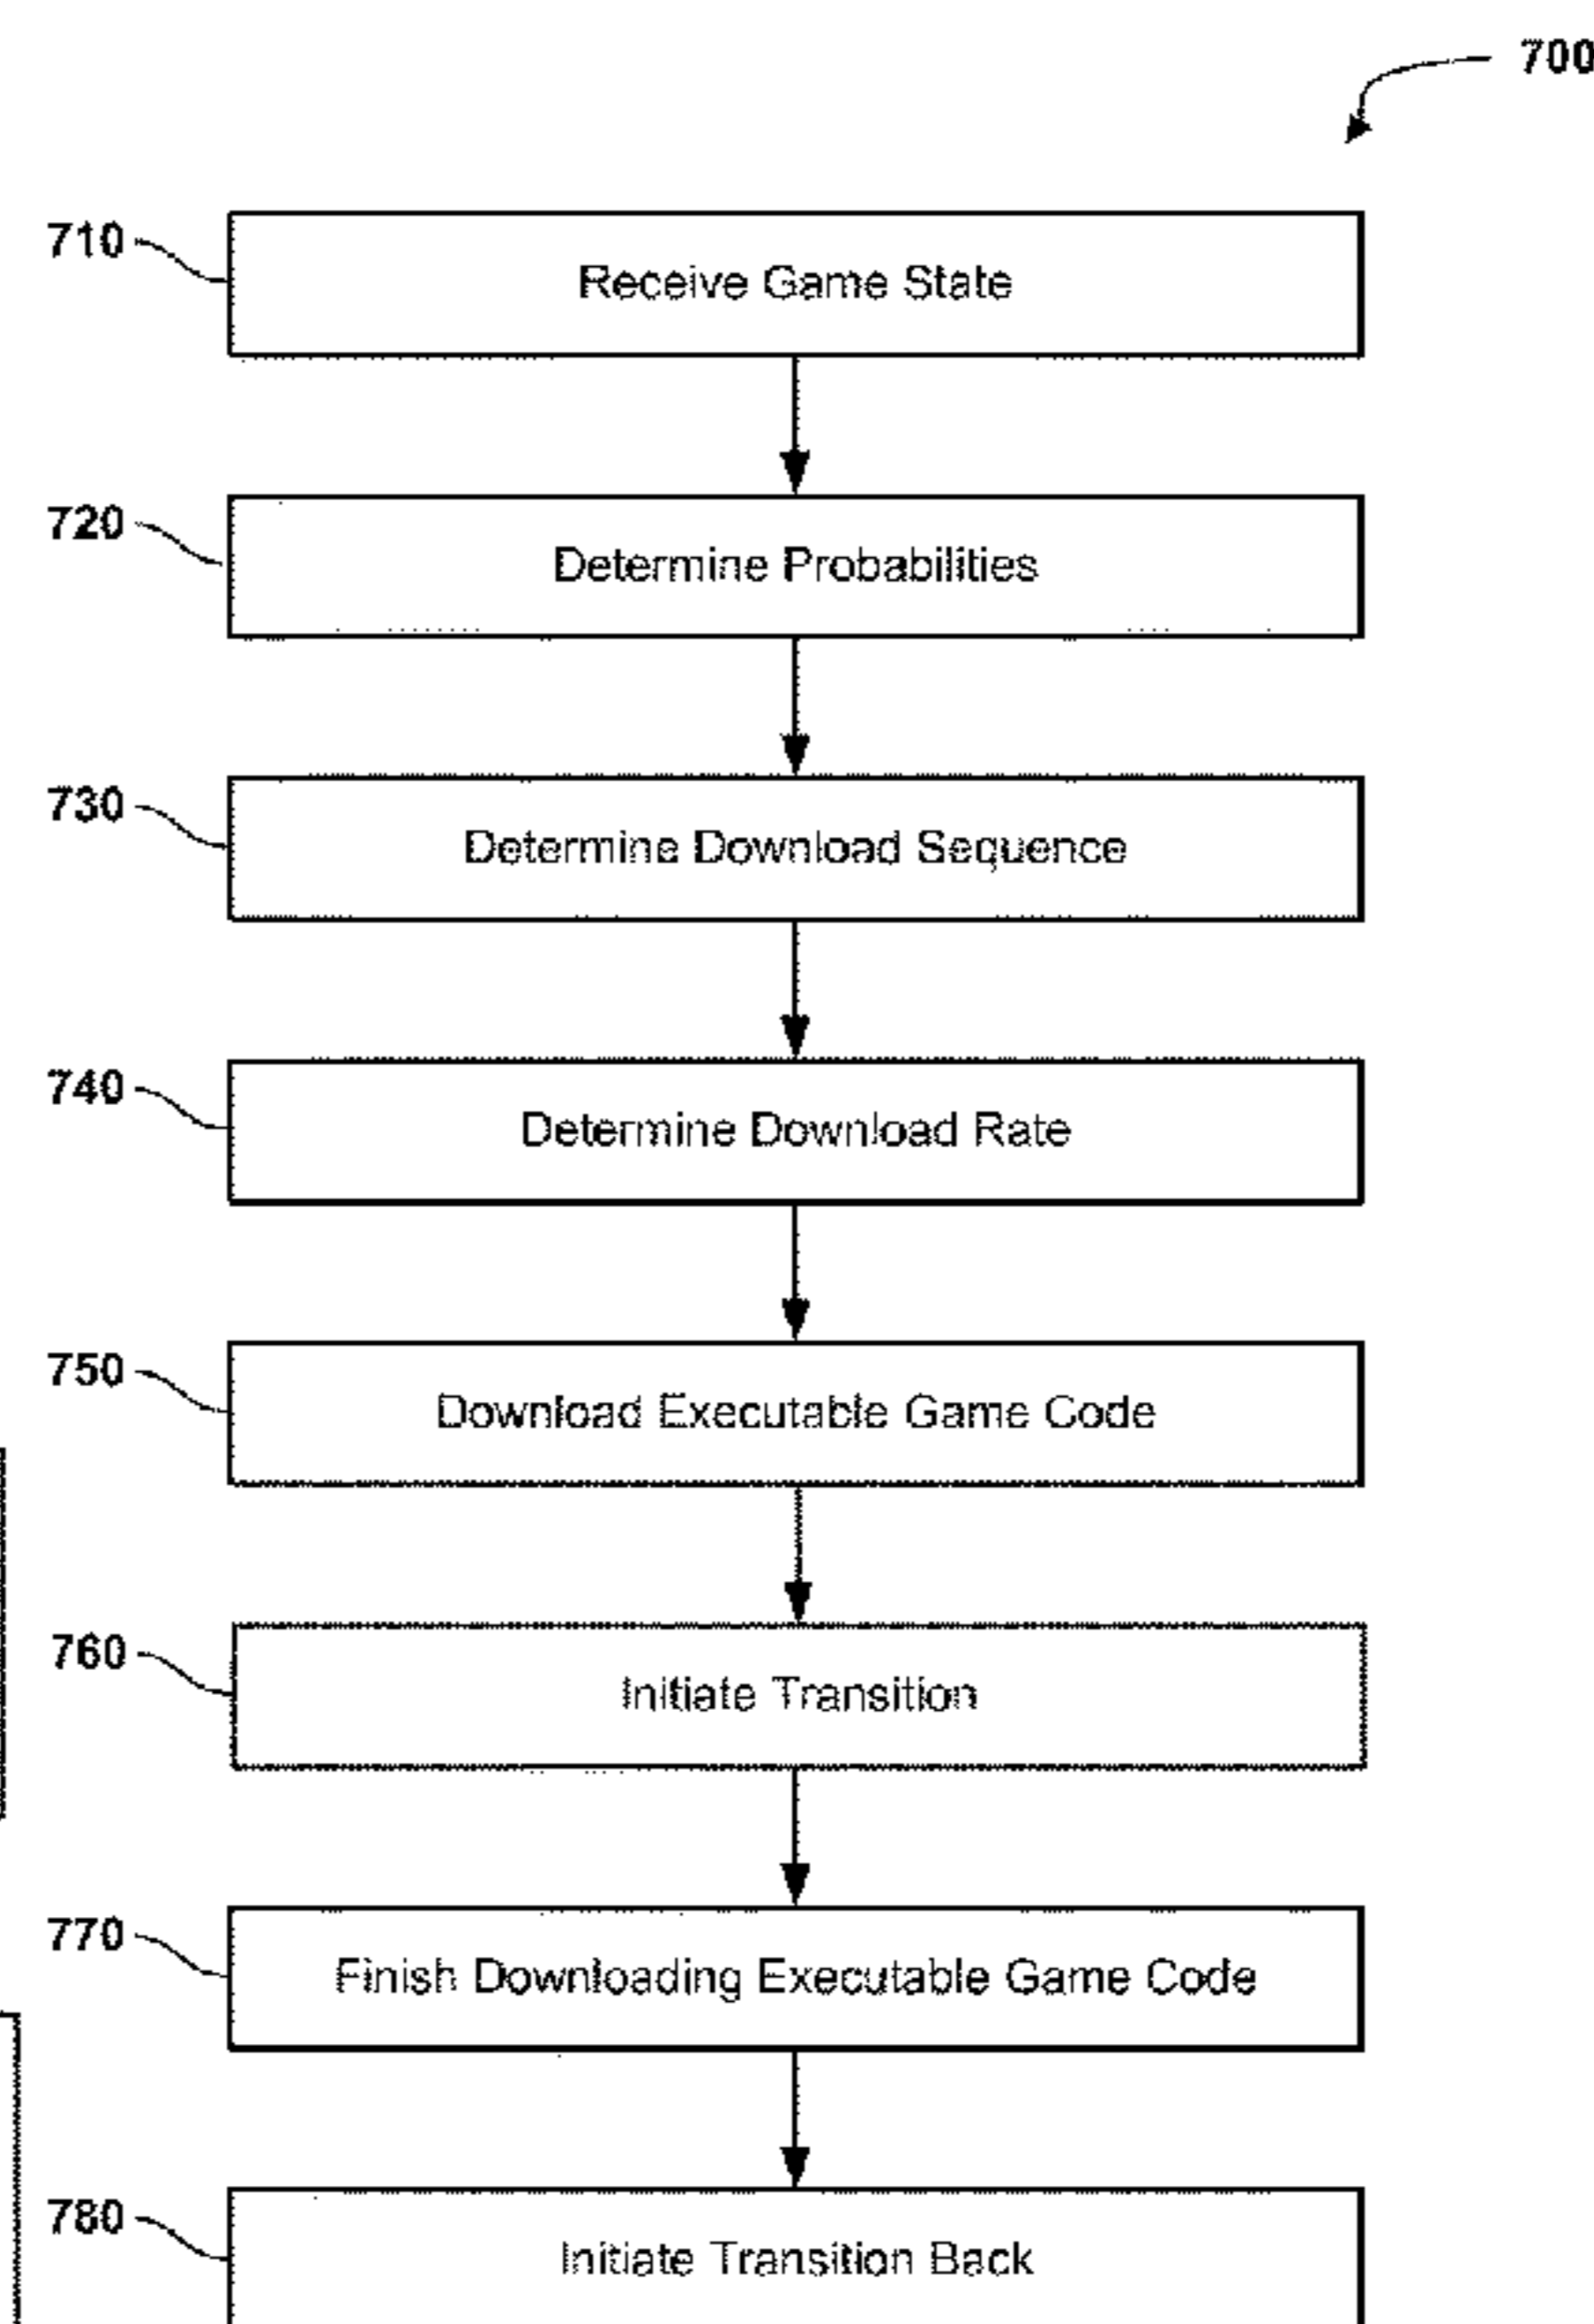 700
710
Receive Game State
720
Determine Probabilities
730
Determine Download Sequence
740
Determine Download Rate
750
Download Executable Game Code
760
Initiate Transition
770
Finish Downloading Executable Game Code
780
Initiate Transition Back